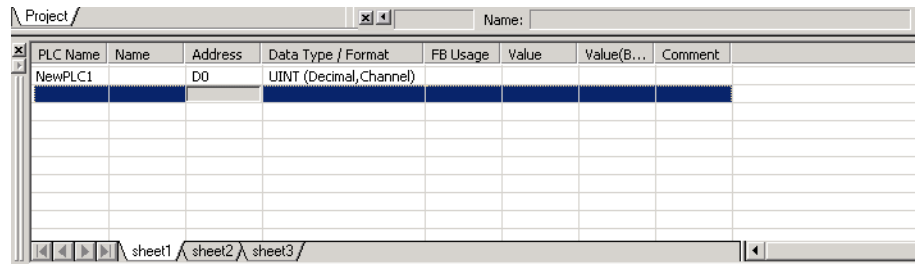 Project Name:
PLC Name Name Address Data Type / Format FB Usage Value Value(B... Comment
NewPLC1 D0 UINT (Decimal,Channel)
sheet1 sheet2 sheet3